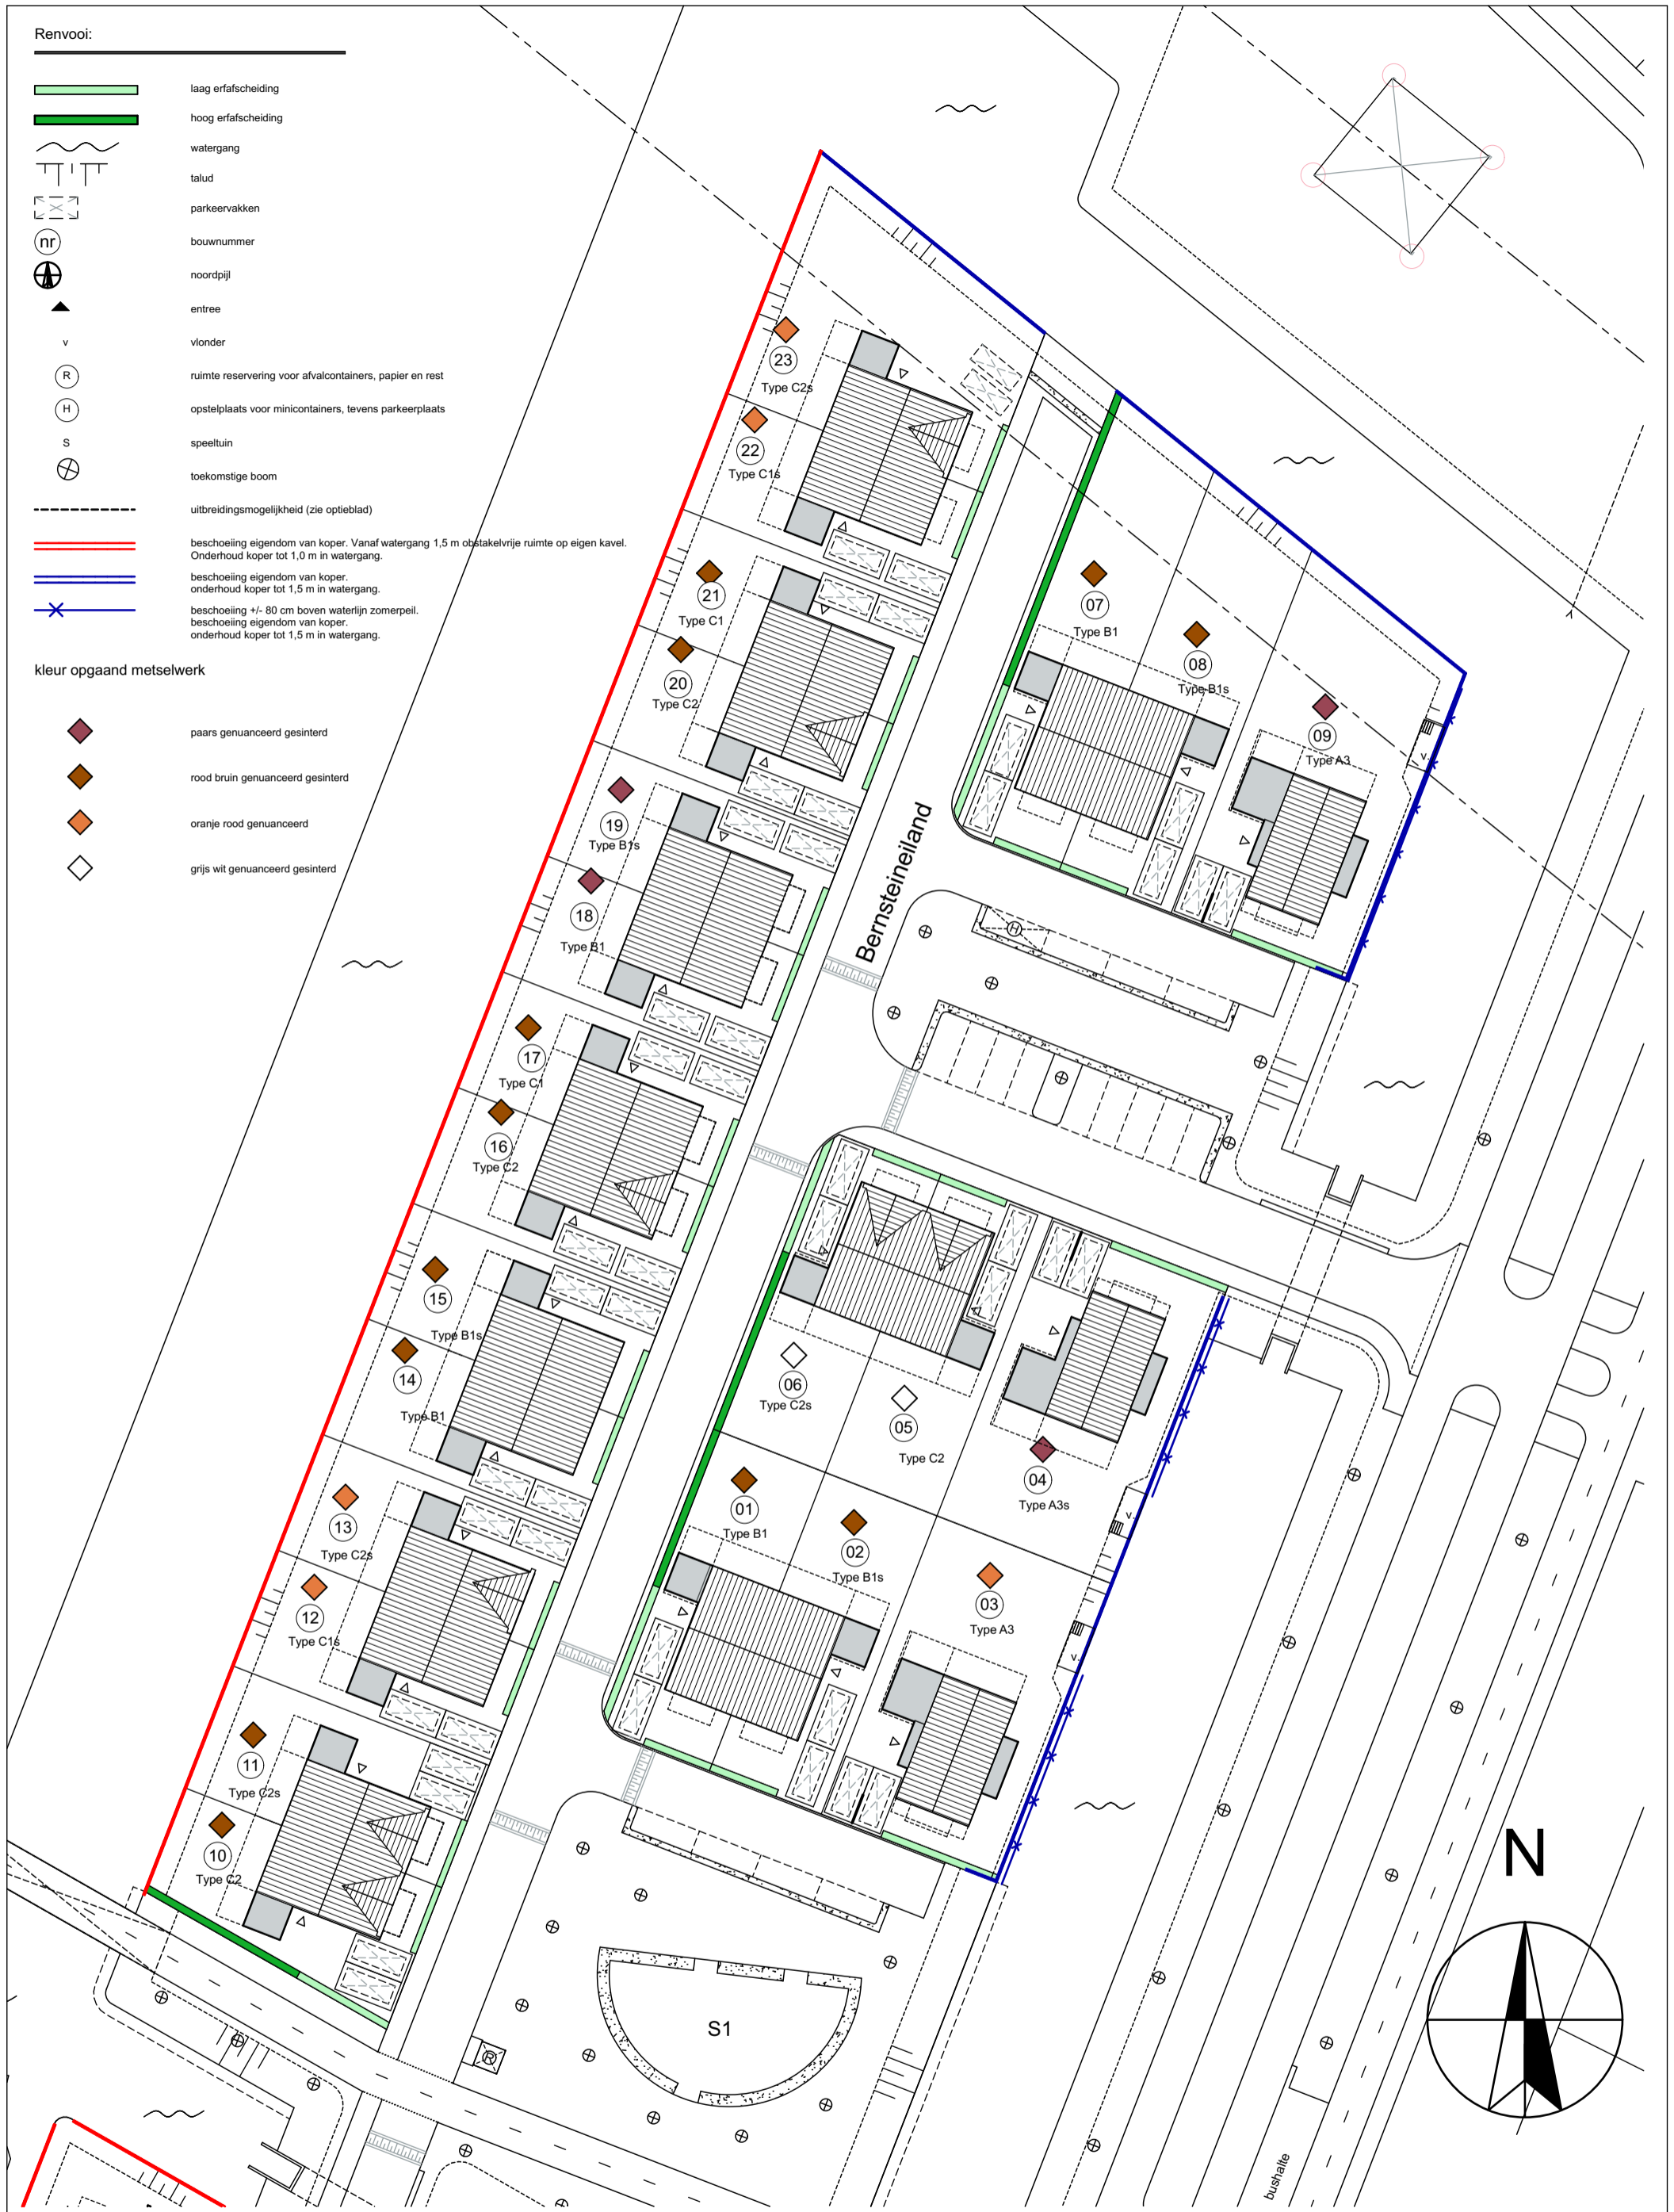 Renvooi:
laag erfafscheiding
hoog erfafscheiding
watergang
talud
parkeervakken
nr
bouwnummer
noordpijl
entree
v
vlonder
R
ruimte reservering voor afvalcontainers, papier en rest
H
opstelplaats voor minicontainers, tevens parkeerplaats
S
speeltuin
toekomstige boom
uitbreidingsmogelijkheid (zie optieblad)
beschoeiing eigendom van koper. Vanaf watergang 1,5 m obstakelvrije ruimte op eigen kavel.
Onderhoud koper tot 1,0 m in watergang.
beschoeiing eigendom van koper.
onderhoud koper tot 1,5 m in watergang.
beschoeiing +/- 80 cm boven waterlijn zomerpeil.
beschoeiing eigendom van koper.
onderhoud koper tot 1,5 m in watergang.
kleur opgaand metselwerk
paars genuanceerd gesinterd
rood bruin genuanceerd gesinterd
oranje rood genuanceerd
grijs wit genuanceerd gesinterd
23
Type C2s
22
Type C1s
21
Type C1
20
Type C2
19
Type B1s
18
Type B1
17
Type C1
16
Type C2
15
Type B1s
14
Type B1
13
Type C2s
12
Type C1s
11
Type C2s
10
Type C2
Bernsteineiland
07
Type B1
08
Type B1s
09
Type A3
v.
H
06
Type C2s
05
Type C2
04
Type A3s
v.
01
Type B1
02
Type B1s
03
Type A3
v.
S1
R
N
bushalte